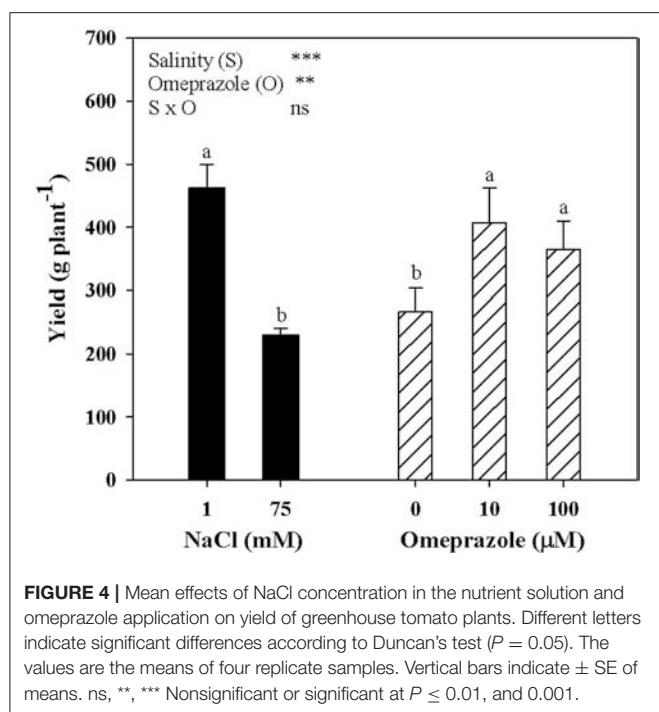 700
600
500
400
300
200
100
0
Yield (g plant⁻¹)
Salinity (S) ***
Omeprazole (O) **
S x O ns
a
b
b
a
a
1
75
0
10
100
NaCl (mM)
Omeprazole (μM)
FIGURE 4 | Mean effects of NaCl concentration in the nutrient solution and
omeprazole application on yield of greenhouse tomato plants. Different letters
indicate significant differences according to Duncan's test (P = 0.05). The
values are the means of four replicate samples. Vertical bars indicate ± SE of
means. ns, **, *** Nonsignificant or significant at P ≤ 0.01, and 0.001.